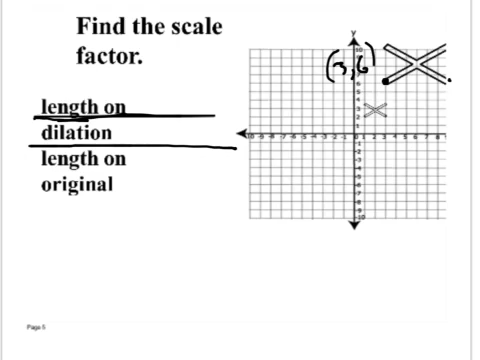 Find the scale
factor.
length on
dilation
length on
original
(3,6)
y
Page 5